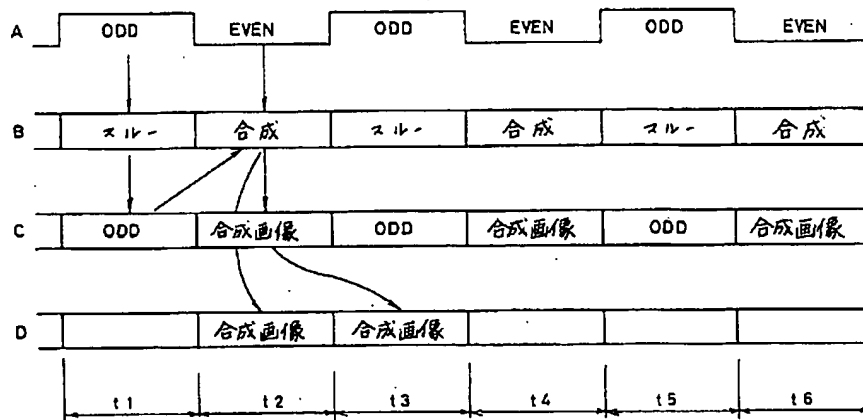 A ODD EVEN ODD EVEN ODD EVEN
B スルー 合成 スルー 合成 スルー 合成
C ODD 合成画像 ODD 合成画像 ODD 合成画像
D 合成画像 合成画像
t1 t2 t3 t4 t5 t6